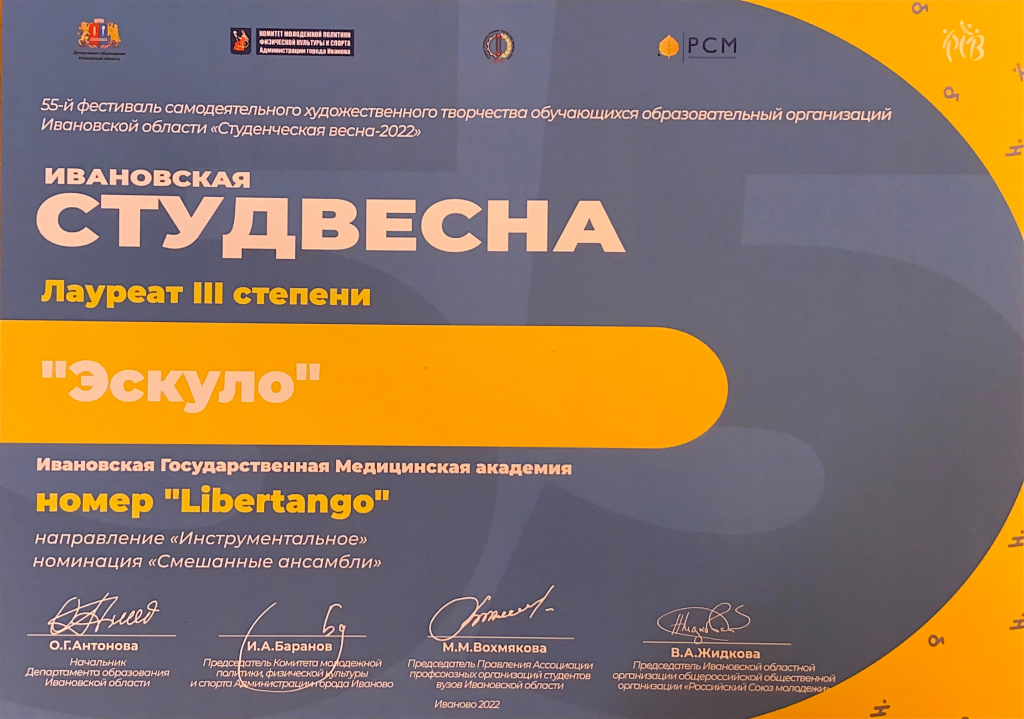 Департамент образования
Ивановской области
КОМИТЕТ МОЛОДЕЖНОЙ ПОЛИТИКИ
ФИЗИЧЕСКОЙ КУЛЬТУРЫ И СПОРТА
Администрации города Иванова
РСМ
55-й фестиваль самодеятельного художественного творчества обучающихся образовательный организаций
Ивановской области «Студенческая весна-2022»
ИВАНОВСКАЯ
СТУДВЕСНА
Лауреат III степени
"Эскуло"
Ивановская Государственная Медицинская академия
номер "Libertango"
направление «Инструментальное»
номинация «Смешанные ансамбли»
О.Г.Антонова
Начальник
Департамента образования
Ивановской области
И.А.Баранов
Председатель Комитета молодежной
политики, физической культуры
и спорта Администрации города Иваново
М.М.Вохмякова
Председатель Правления Ассоциации
профсоюзных организаций студентов
вузов Ивановской области
В.А.Жидкова
Председатель Ивановской областной
организации общероссийской общественной
организации «Российский Союз молодежи»
Иваново 2022